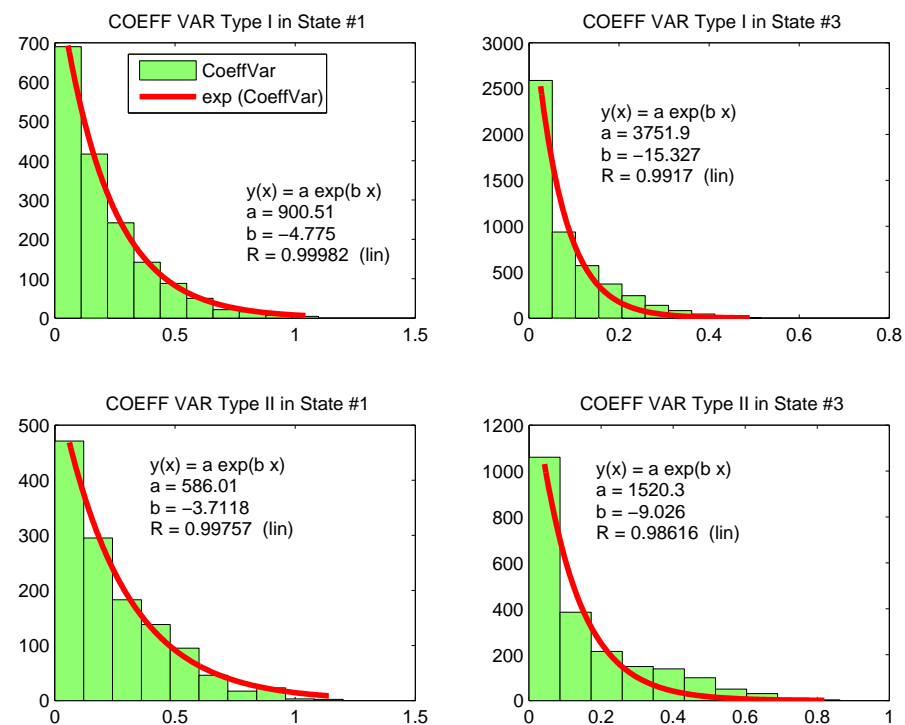 COEFF VAR Type I in State #1
700
600
500
400
300
200
100
0
0
0.5
1
1.5
CoeffVar
exp (CoeffVar)
y(x) = a exp(b x)
a = 900.51
b = −4.775
R = 0.99982  (lin)
COEFF VAR Type I in State #3
3000
2500
2000
1500
1000
500
0
0
0.2
0.4
0.6
0.8
y(x) = a exp(b x)
a = 3751.9
b = −15.327
R = 0.9917  (lin)
COEFF VAR Type II in State #1
500
400
300
200
100
0
0
0.5
1
1.5
y(x) = a exp(b x)
a = 586.01
b = −3.7118
R = 0.99757  (lin)
COEFF VAR Type II in State #3
1200
1000
800
600
400
200
0
0
0.2
0.4
0.6
0.8
1
y(x) = a exp(b x)
a = 1520.3
b = −9.026
R = 0.98616  (lin)